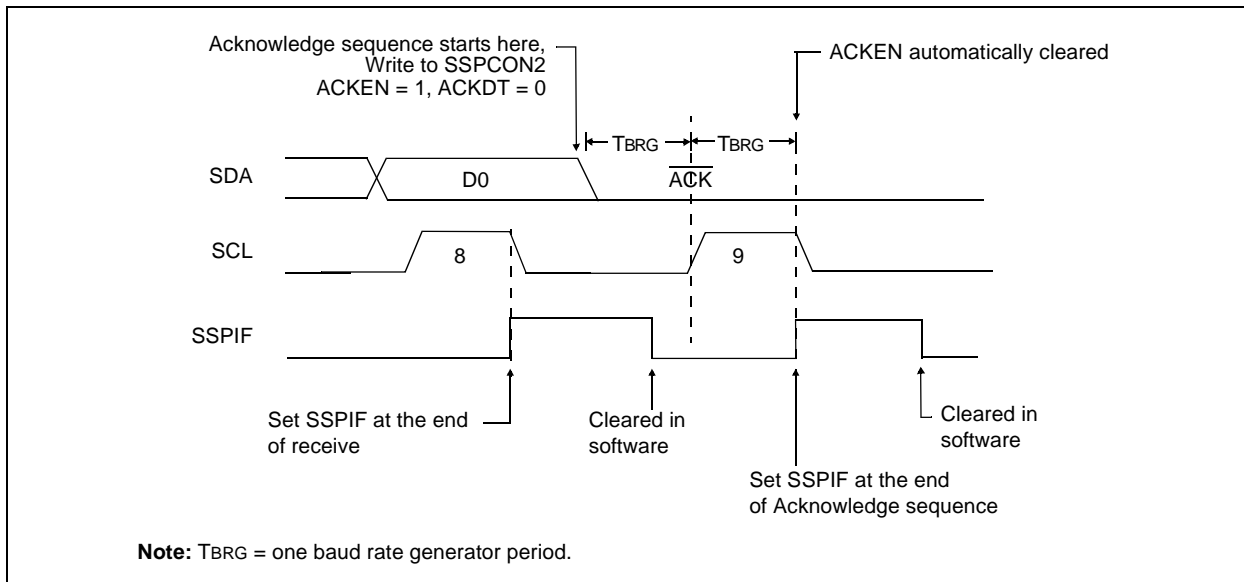 Acknowledge sequence starts here,
Write to SSPCON2
ACKEN = 1, ACKDT = 0
ACKEN automatically cleared
TBRG
TBRG
SDA
D0
ACK
SCL
8
9
SSPIF
Set SSPIF at the end
of receive
Cleared in
software
Cleared in
software
Set SSPIF at the end
of Acknowledge sequence
Note: TBRG = one baud rate generator period.